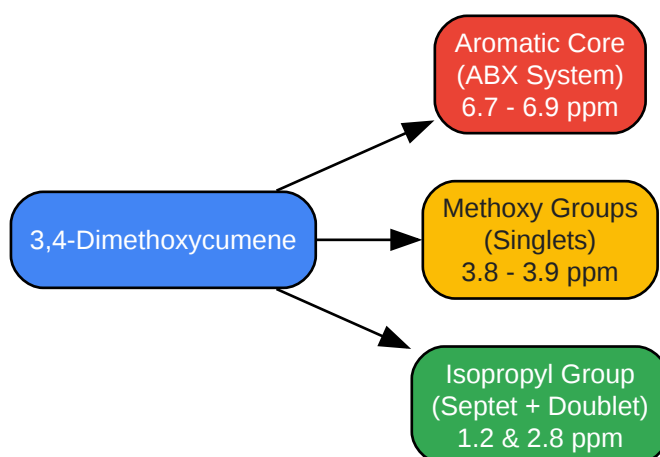 Aromatic Core
(ABX System)
6.7 - 6.9 ppm
3,4-Dimethoxycumene
Methoxy Groups
(Singlets)
3.8 - 3.9 ppm
Isopropyl Group
(Septet + Doublet)
1.2 & 2.8 ppm